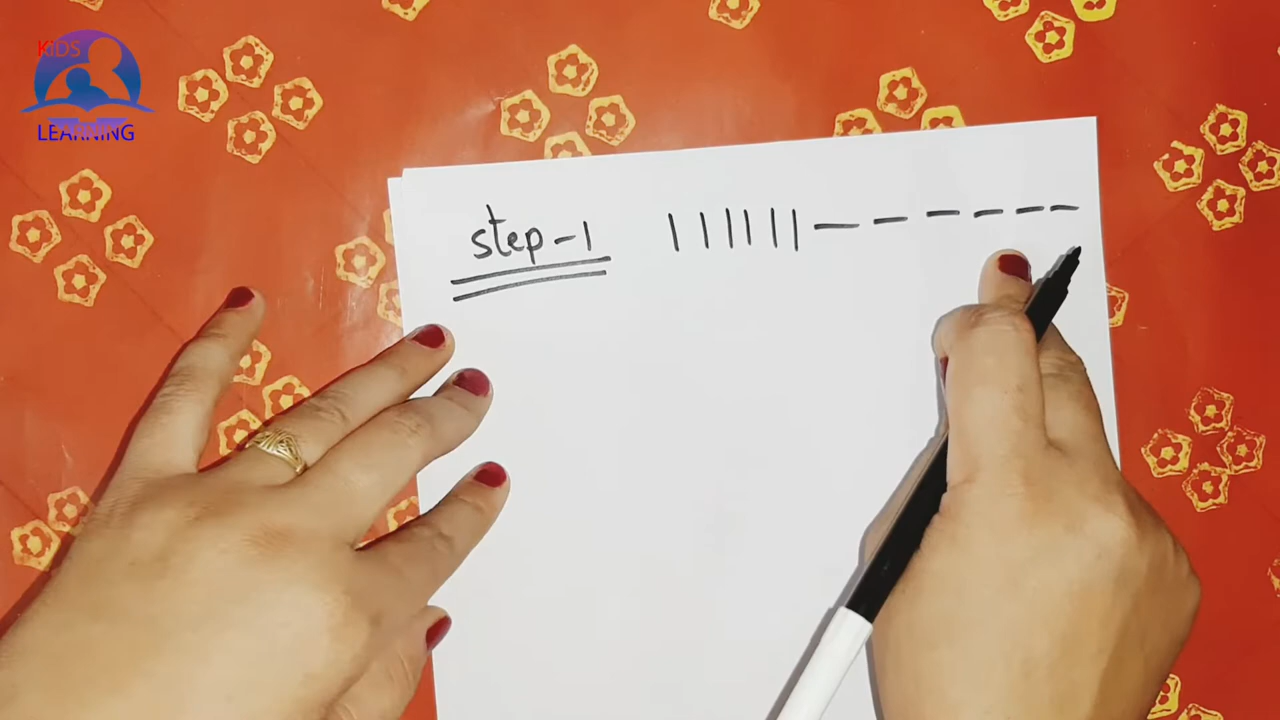 KiDS
LEARNING
step-1 | | | | | | — — — — — —